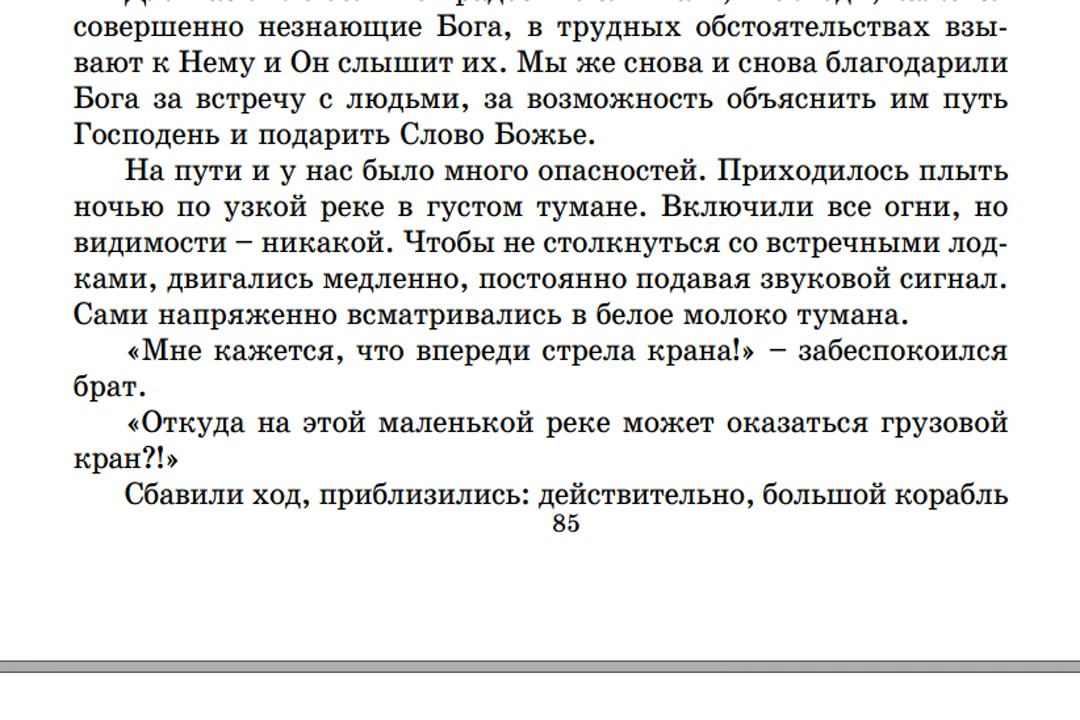 совершенно незнающие Бога, в трудных обстоятельствах взы-
вают к Нему и Он слышит их. Мы же снова и снова благодарили
Бога за встречу с людьми, за возможность объяснить им путь
Господень и подарить Слово Божье.
На пути и у нас было много опасностей. Приходилось плыть
ночью по узкой реке в густом тумане. Включили все огни, но
видимости – никакой. Чтобы не столкнуться со встречными лод-
ками, двигались медленно, постоянно подавая звуковой сигнал.
Сами напряженно всматривались в белое молоко тумана.
«Мне кажется, что впереди стрела крана!» – забеспокоился
брат.
«Откуда на этой маленькой реке может оказаться грузовой
кран?!»
Сбавили ход, приблизились: действительно, большой корабль
85